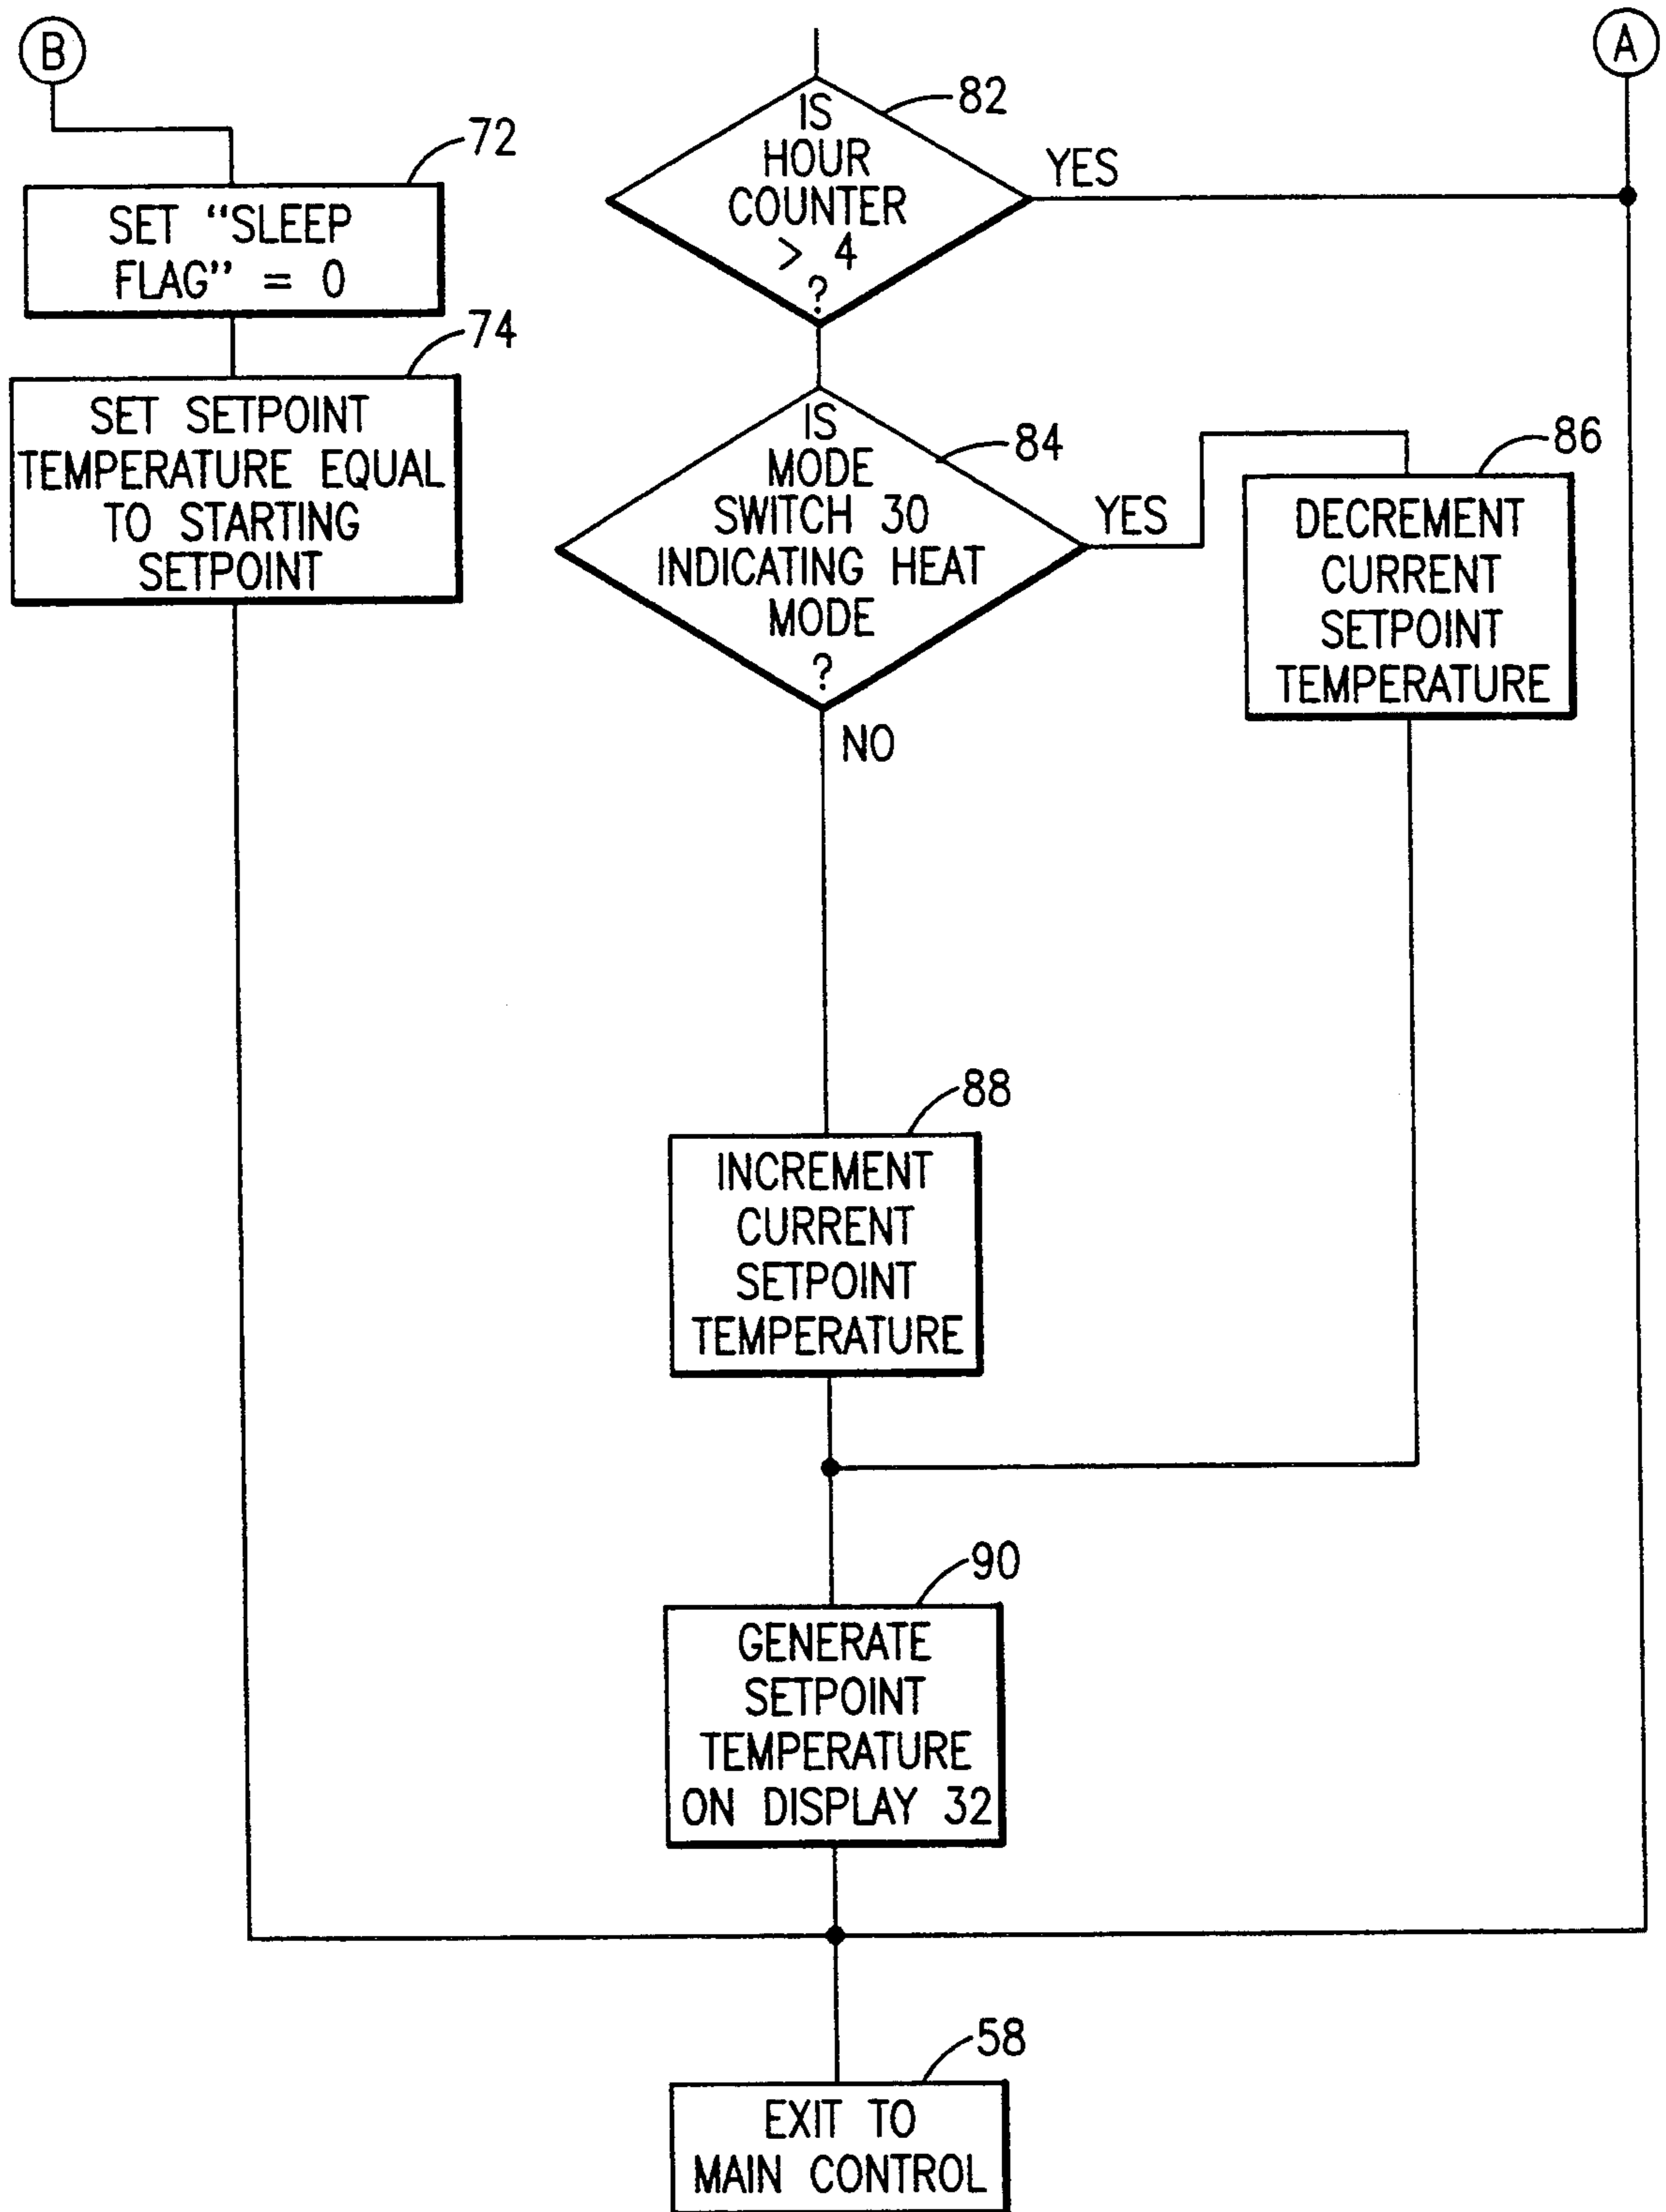 B
A
82
IS
HOUR
COUNTER
> 4
?
YES
72
SET "SLEEP
FLAG" = 0
74
SET SETPOINT
TEMPERATURE EQUAL
TO STARTING
SETPOINT
84
IS
MODE
SWITCH 30
INDICATING HEAT
MODE
?
YES
NO
86
DECREMENT
CURRENT
SETPOINT
TEMPERATURE
88
INCREMENT
CURRENT
SETPOINT
TEMPERATURE
90
GENERATE
SETPOINT
TEMPERATURE
ON DISPLAY 32
58
EXIT TO
MAIN CONTROL